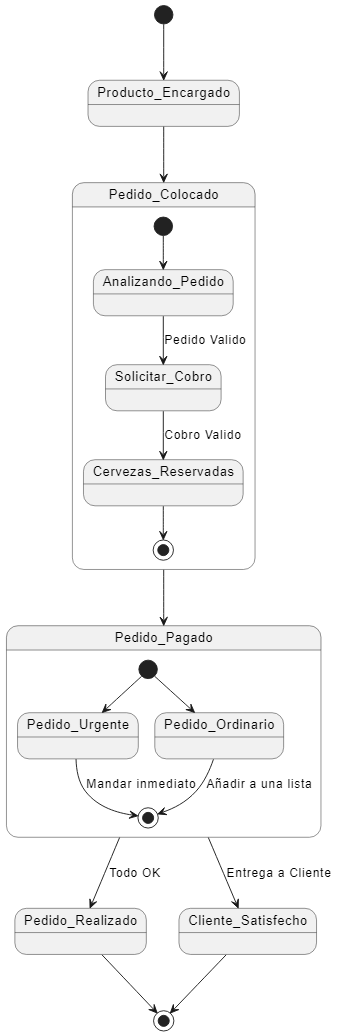 Producto_Encargado
Pedido_Colocado
Analizando_Pedido
Pedido Valido
Solicitar_Cobro
Cobro Valido
Cervezas_Reservadas
Pedido_Pagado
Pedido_Urgente
Pedido_Ordinario
Mandar inmediato
Añadir a una lista
Todo OK
Entrega a Cliente
Pedido_Realizado
Cliente_Satisfecho